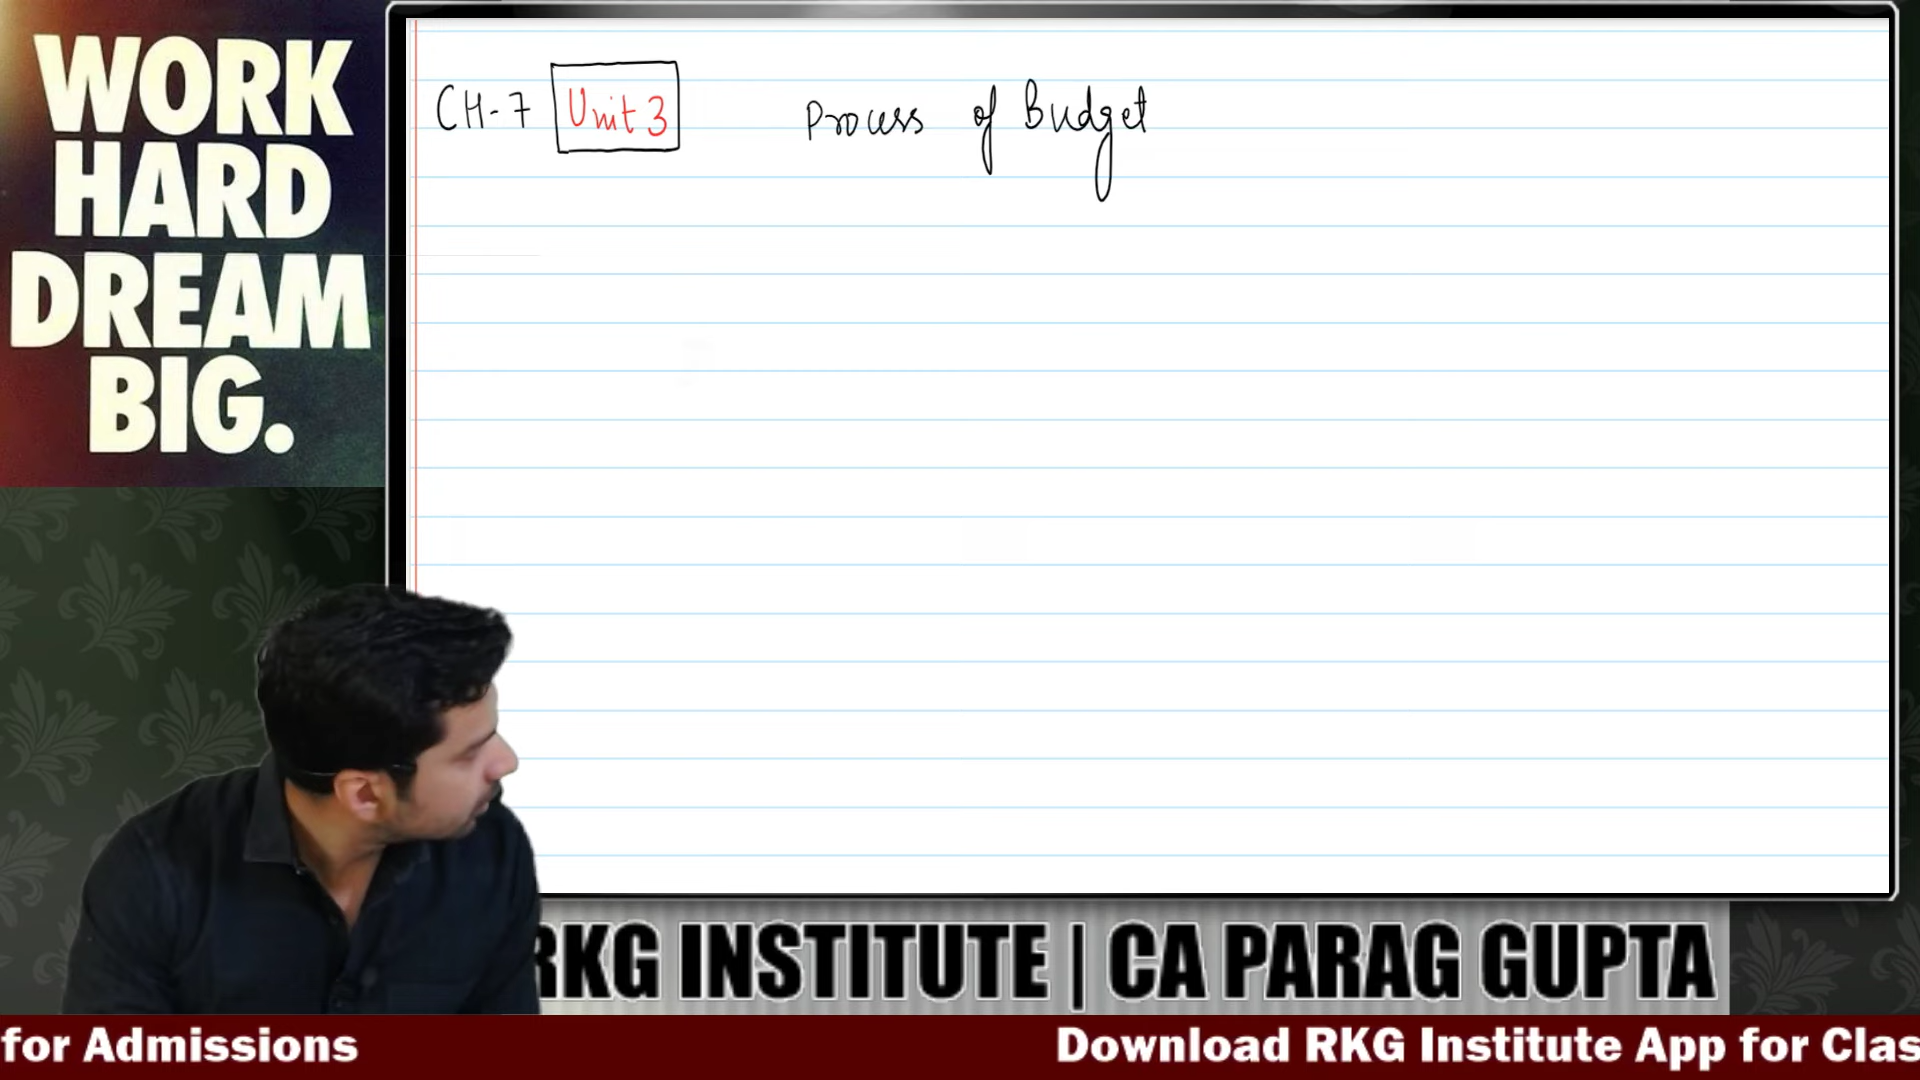 WORK
HARD
DREAM
BIG.
CH-7 Unit 3 Process of Budget
RKG INSTITUTE | CA PARAG GUPTA
for Admissions Download RKG Institute App for Clas